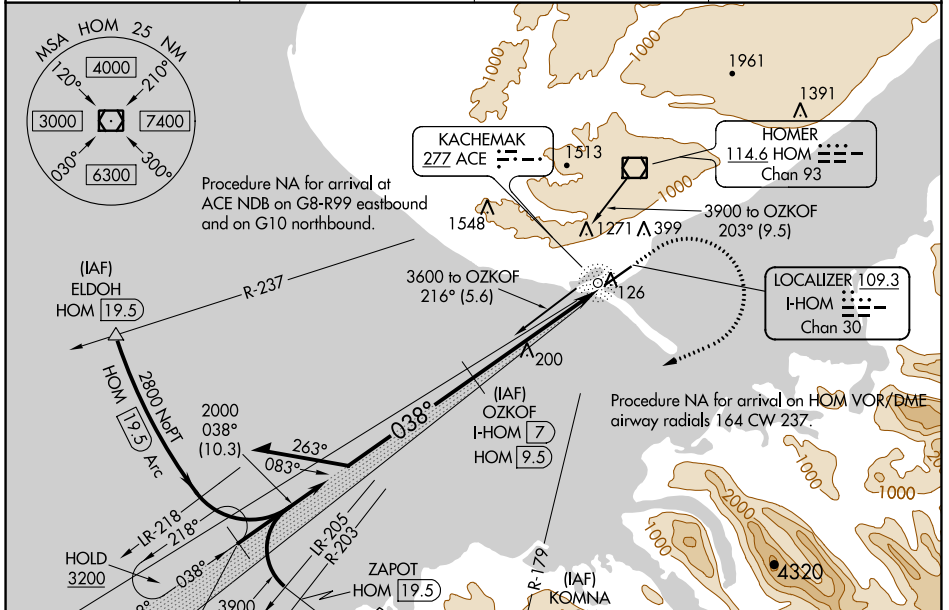 MSA HOM 25 NM
120°
4000
210°
3000
7400
030°
6300
300°
Procedure NA for arrival at
ACE NDB on G8-R99 eastbound
and on G10 northbound.
KACHEMAK
277 ACE
1000
1000
1961
1391
1513
HOMER
114.6 HOM
Chan 93
1000
1548
1271
399
3900 to OZKOF
203° (9.5)
(IAF)
ELDOH
HOM 19.5
R-237
3600 to OZKOF
216° (5.6)
126
LOCALIZER 109.3
I-HOM
Chan 30
200
2800 NoPT
HOM 19.5 Arc
2000
038°
(10.3)
263°
083°
038°
(IAF)
OZKOF
I-HOM 7
HOM 9.5
Procedure NA for arrival on HOM VOR/DME
airway radials 164 CW 237.
LR-218
218°
HOLD
3200
038°
LR-205
R-203
3900
ZAPOT
HOM 19.5
R-179
(IAF)
KOMNA
1000
2000
1000
1000
1000
4320